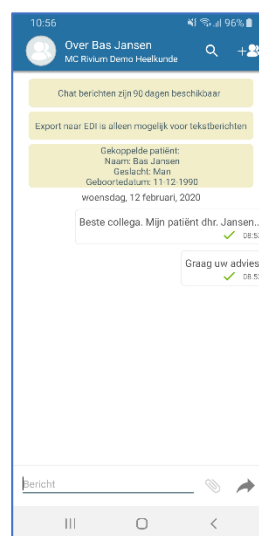 10:56 96%
Over Bas Jansen
MC Rivium Demo Heelkunde
Chat berichten zijn 90 dagen beschikbaar
Export naar EDI is alleen mogelijk voor tekstberichten
Gekoppelde patiënt:
Naam: Bas Jansen
Geslacht: Man
Geboortedatum: 11-12-1990
woensdag, 12 februari, 2020
Beste collega. Mijn patiënt dhr. Jansen..
08:53
Graag uw advies
08:53
Bericht